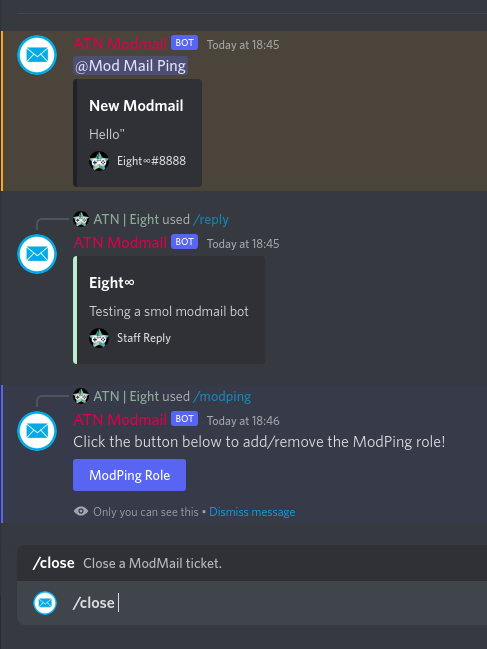 ATN Modmail BOT Today at 18:45
@Mod Mail Ping
New Modmail
Hello"
Eight∞#8888
ATN | Eight used /reply
ATN Modmail BOT Today at 18:45
Eight∞
Testing a smol modmail bot
Staff Reply
ATN | Eight used /modping
ATN Modmail BOT Today at 18:46
Click the button below to add/remove the ModPing role!
ModPing Role
Only you can see this • Dismiss message
/close Close a ModMail ticket.
/close